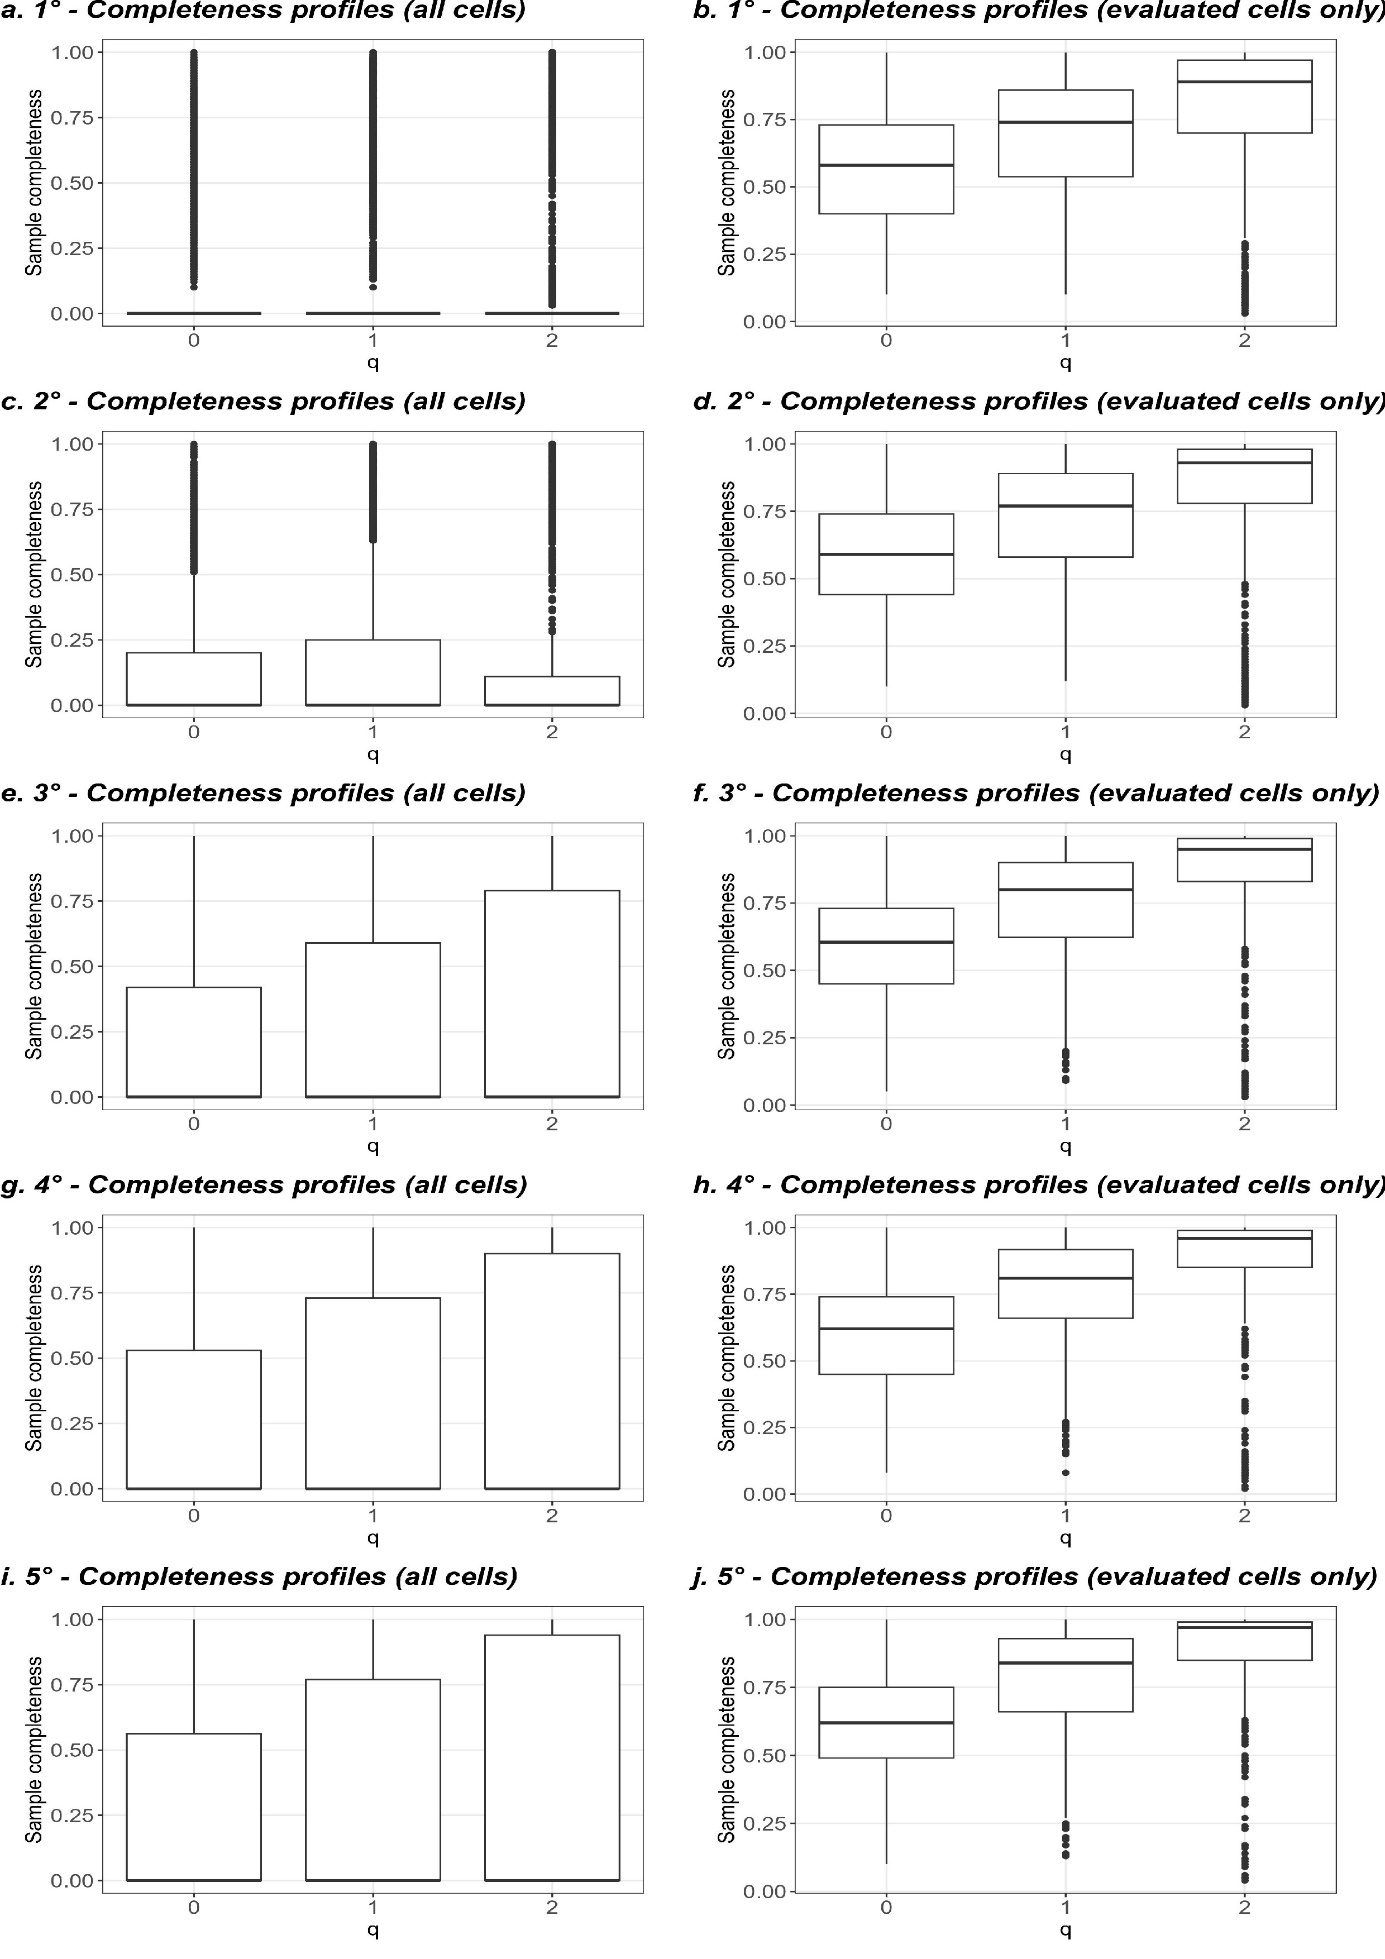 a. 1° - Completeness profiles (all cells)
1.00
0.75
0.50
0.25
0.00
Sample completeness
0 1 2
q
b. 1° - Completeness profiles (evaluated cells only)
1.00
0.75
0.50
0.25
0.00
Sample completeness
0 1 2
q
c. 2° - Completeness profiles (all cells)
1.00
0.75
0.50
0.25
0.00
Sample completeness
0 1 2
q
d. 2° - Completeness profiles (evaluated cells only)
1.00
0.75
0.50
0.25
0.00
Sample completeness
0 1 2
q
e. 3° - Completeness profiles (all cells)
1.00
0.75
0.50
0.25
0.00
Sample completeness
0 1 2
q
f. 3° - Completeness profiles (evaluated cells only)
1.00
0.75
0.50
0.25
0.00
Sample completeness
0 1 2
q
g. 4° - Completeness profiles (all cells)
1.00
0.75
0.50
0.25
0.00
Sample completeness
0 1 2
q
h. 4° - Completeness profiles (evaluated cells only)
1.00
0.75
0.50
0.25
0.00
Sample completeness
0 1 2
q
i. 5° - Completeness profiles (all cells)
1.00
0.75
0.50
0.25
0.00
Sample completeness
0 1 2
q
j. 5° - Completeness profiles (evaluated cells only)
1.00
0.75
0.50
0.25
0.00
Sample completeness
0 1 2
q